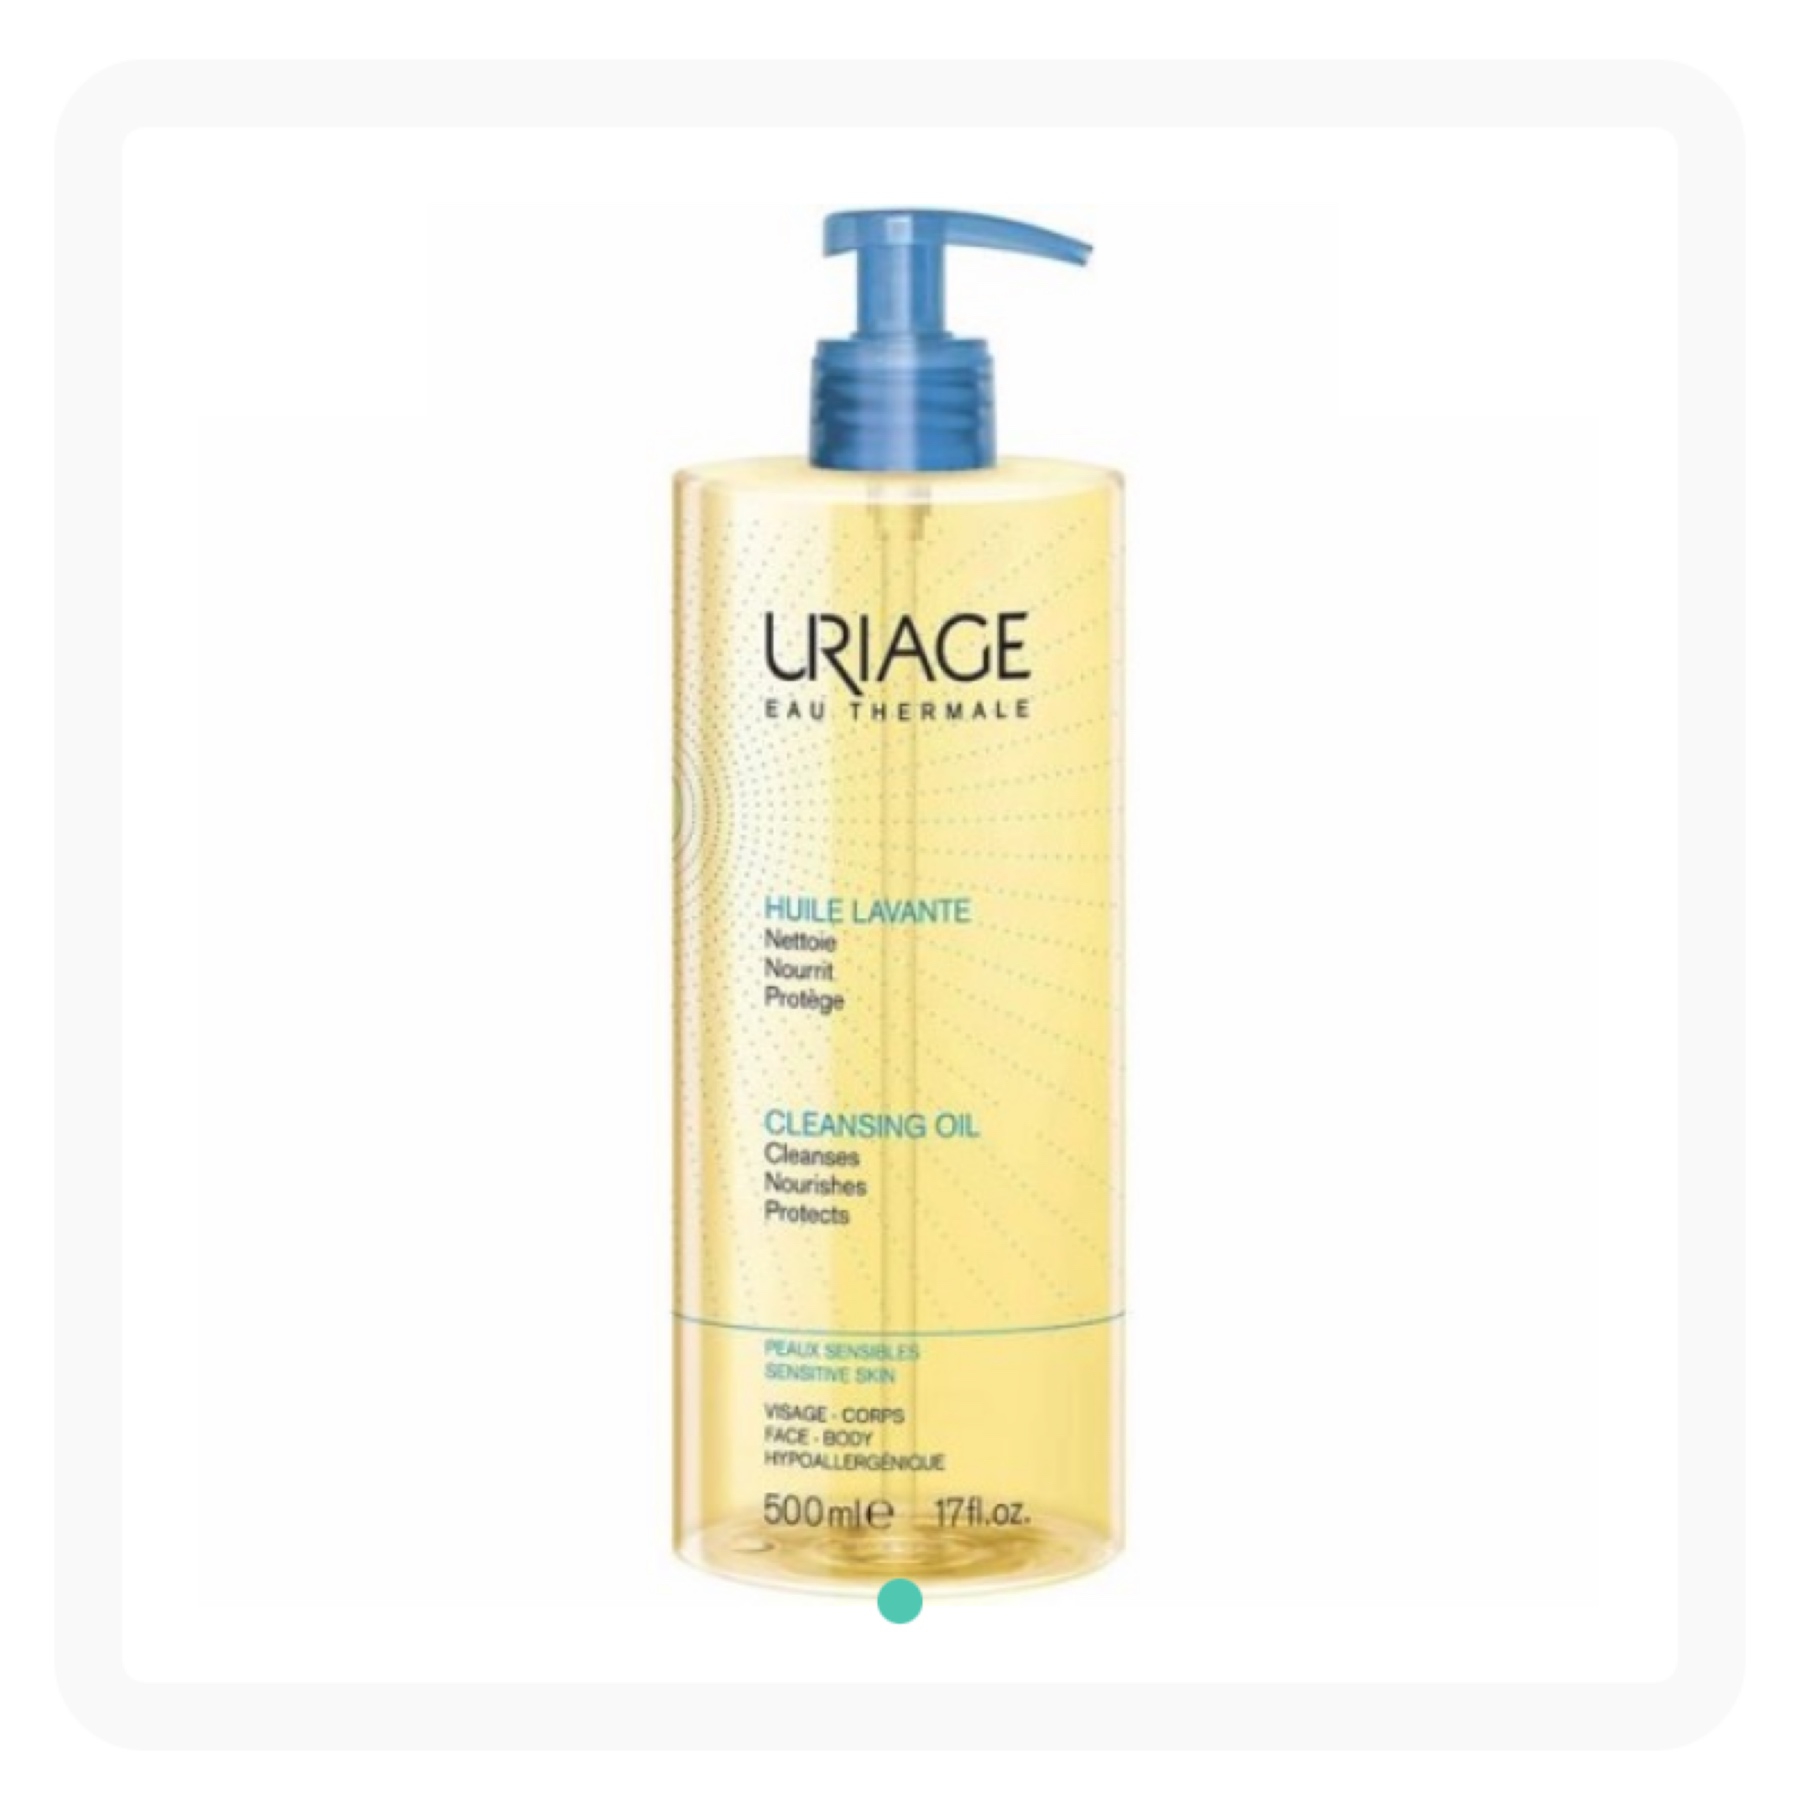 URIAGE
EAU THERMALE
HUILE LAVANTE
Nettoie
Nourrit
Protège
CLEANSING OIL
Cleanses
Nourishes
Protects
PEAUX SENSIBLES
SENSITIVE SKIN
VISAGE - CORPS
FACE - BODY
HYPOALLERGÉNIQUE
500ml℮ 17fl.oz.